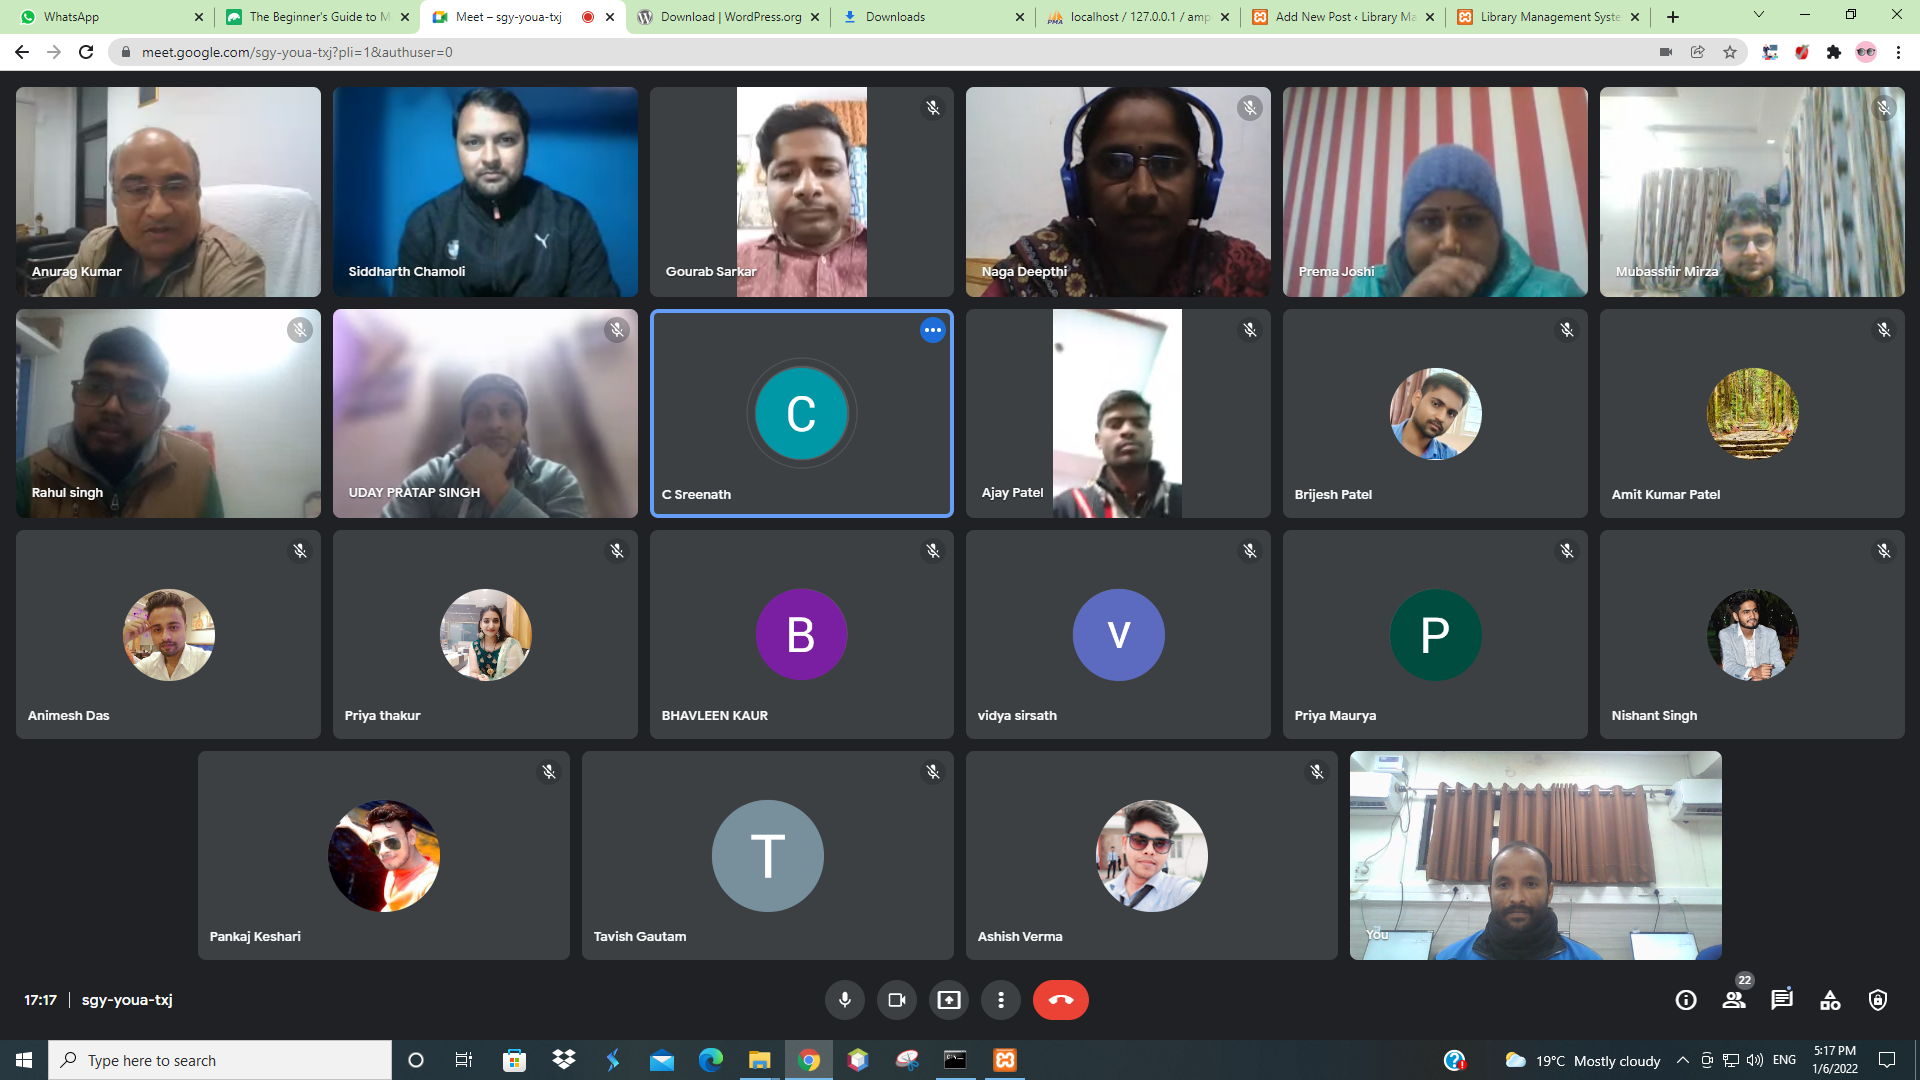 WhatsApp
The Beginner's Guide to M
Meet – sgy-youa-txj
Download | WordPress.org
Downloads
localhost / 127.0.0.1 / amp
Add New Post ‹ Library Ma
Library Management Syste
meet.google.com/sgy-youa-txj?pli=1&authuser=0
Anurag Kumar
Siddharth Chamoli
Gourab Sarkar
Naga Deepthi
Prema Joshi
Mubasshir Mirza
Rahul singh
UDAY PRATAP SINGH
C
C Sreenath
Ajay Patel
Brijesh Patel
Amit Kumar Patel
Animesh Das
Priya thakur
B
BHAVLEEN KAUR
v
vidya sirsath
P
Priya Maurya
Nishant Singh
Pankaj Keshari
T
Tavish Gautam
Ashish Verma
You
17:17 | sgy-youa-txj
22
Type here to search
19°C Mostly cloudy
ENG
5:17 PM
1/6/2022